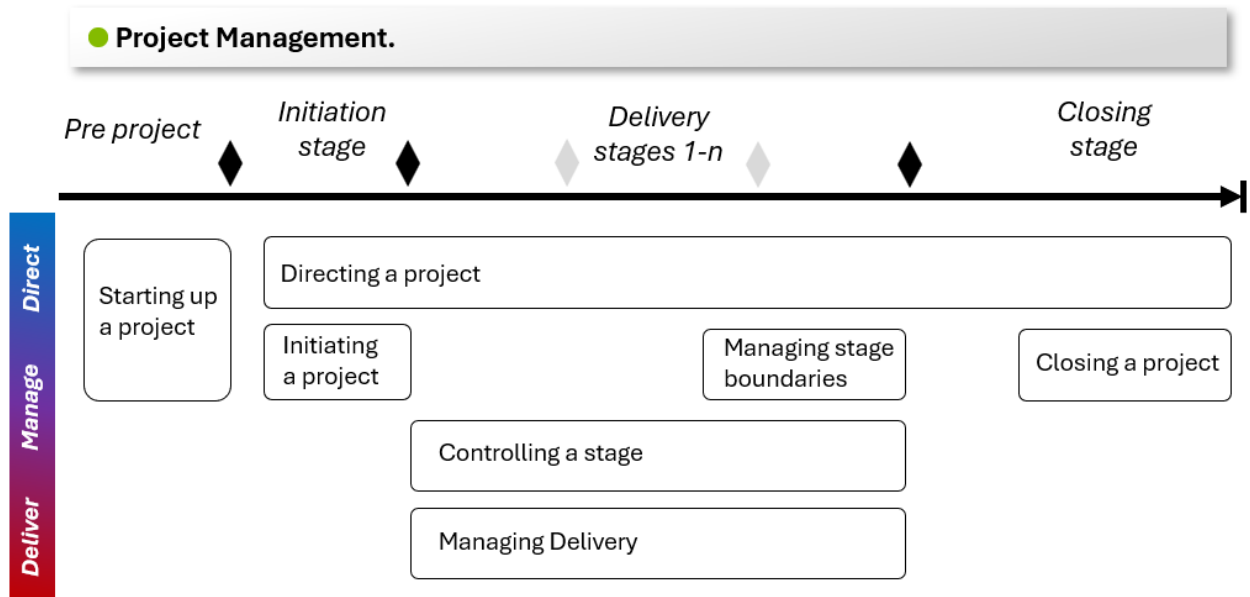 Project Management.
Pre project
Initiation
stage
Delivery
stages 1-n
Closing
stage
Direct
Manage
Deliver
Starting up
a project
Directing a project
Initiating
a project
Managing stage
boundaries
Closing a project
Controlling a stage
Managing Delivery